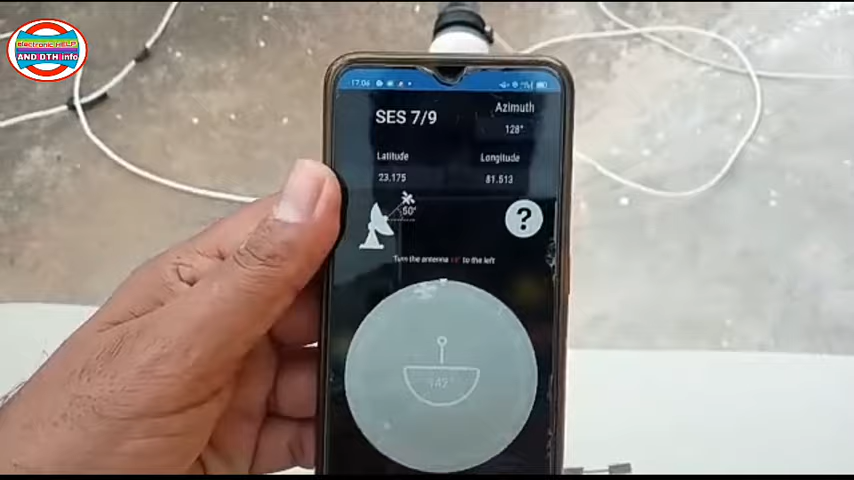 electronic HELP
AND DTH info
17.06
SES 7/9
Azimuth
128°
Latitude
Longitude
23.175
81.513
50°
?
Turn the antenna to the left
142°